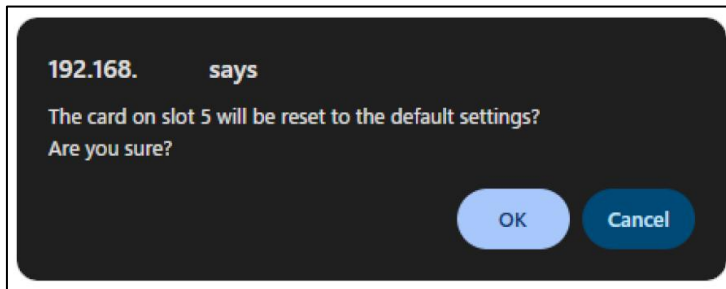 192.168. says
The card on slot 5 will be reset to the default settings?
Are you sure?
OK
Cancel